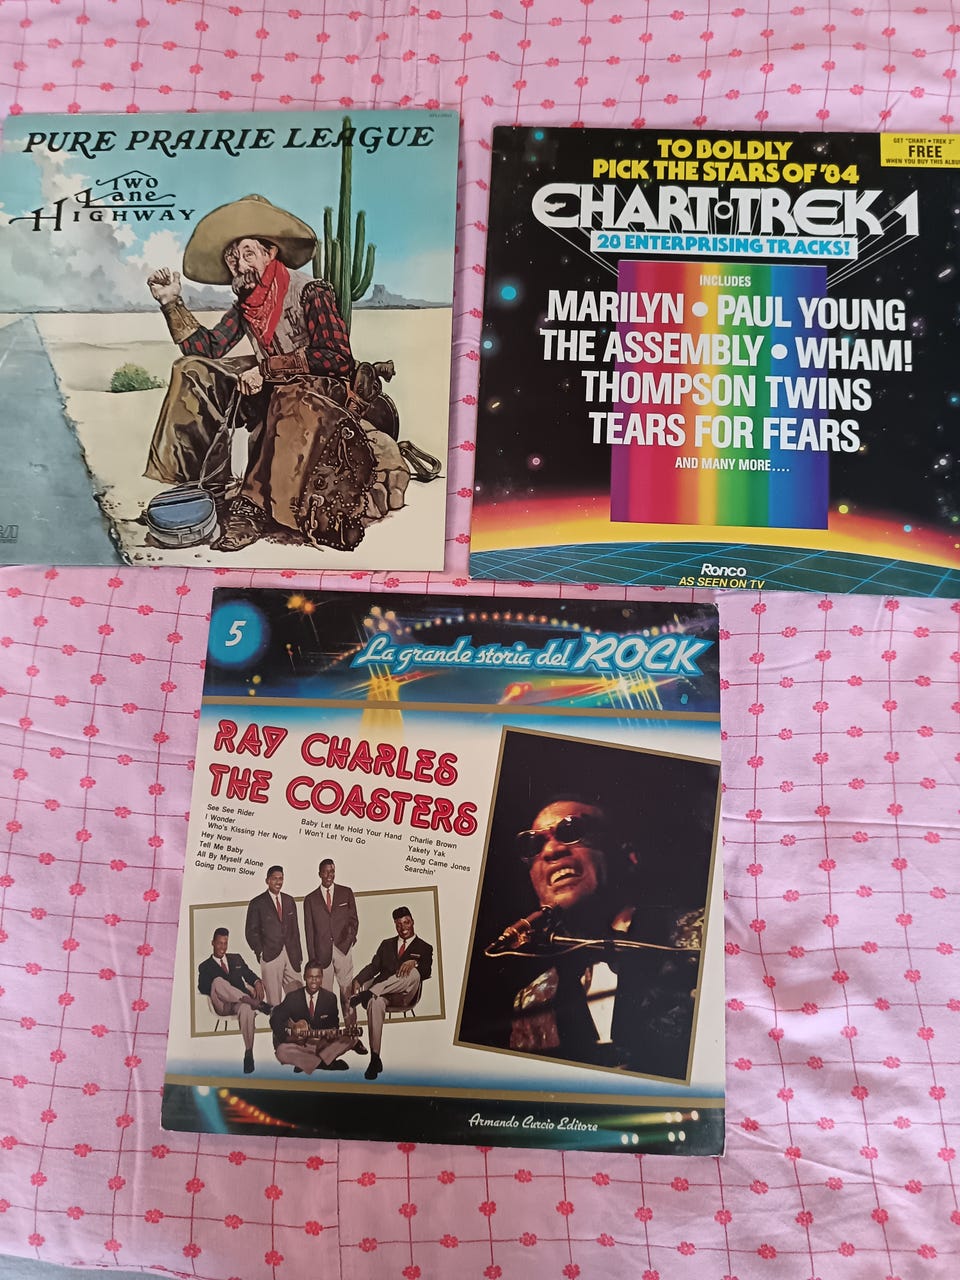 PURE PRAIRIE LEAGUE
TWO
Lane
HIGHWAY
GET "CHART • TREK 2"
FREE
WHEN YOU BUY THIS ALBU
TO BOLDLY
PICK THE STARS OF '84
CHART•TREK 1
20 ENTERPRISING TRACKS!
INCLUDES
MARILYN • PAUL YOUNG
THE ASSEMBLY • WHAM!
THOMPSON TWINS
TEARS FOR FEARS
AND MANY MORE....
Ronco
AS SEEN ON TV
5
La grande storia del ROCK
RAY CHARLES
THE COASTERS
See See Rider
I Wonder
Who's Kissing Her Now
Hey Now
Tell Me Baby
All By Myself Alone
Going Down Slow
Baby Let Me Hold Your Hand
I Won't Let You Go
Charlie Brown
Yakety Yak
Along Came Jones
Searchin'
Armando Curcio Editore